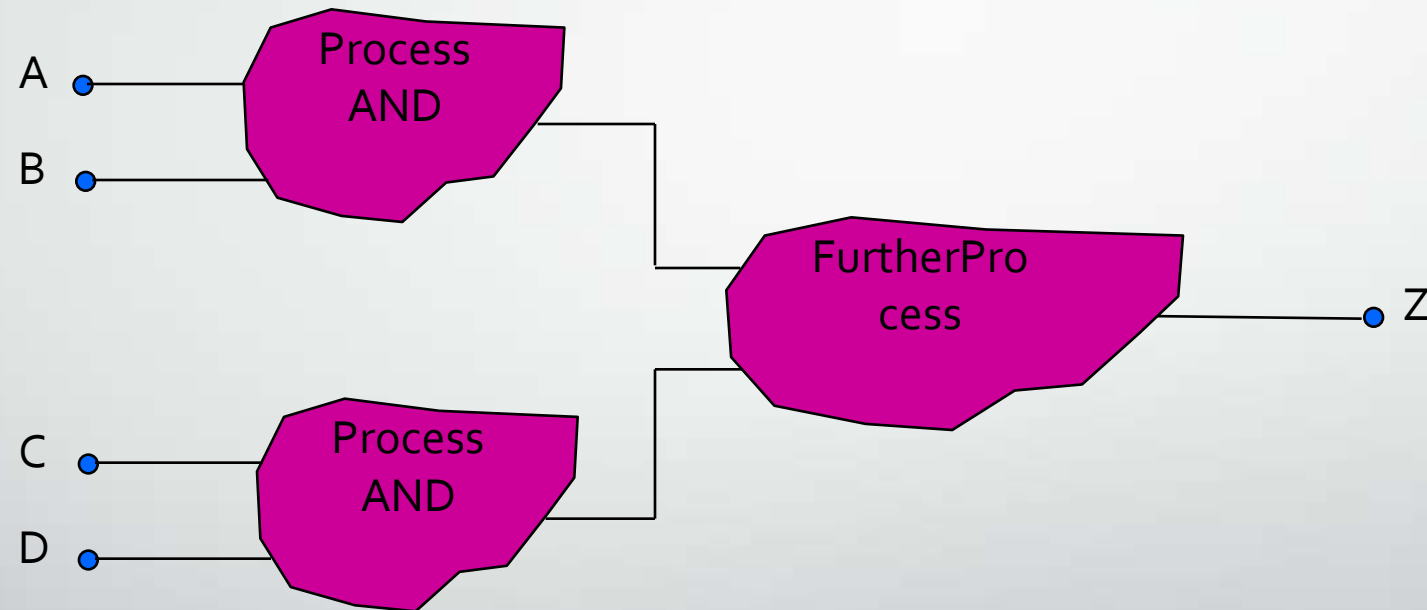 A
Process
AND
B
FurtherPro
cess
Z
C
Process
AND
D